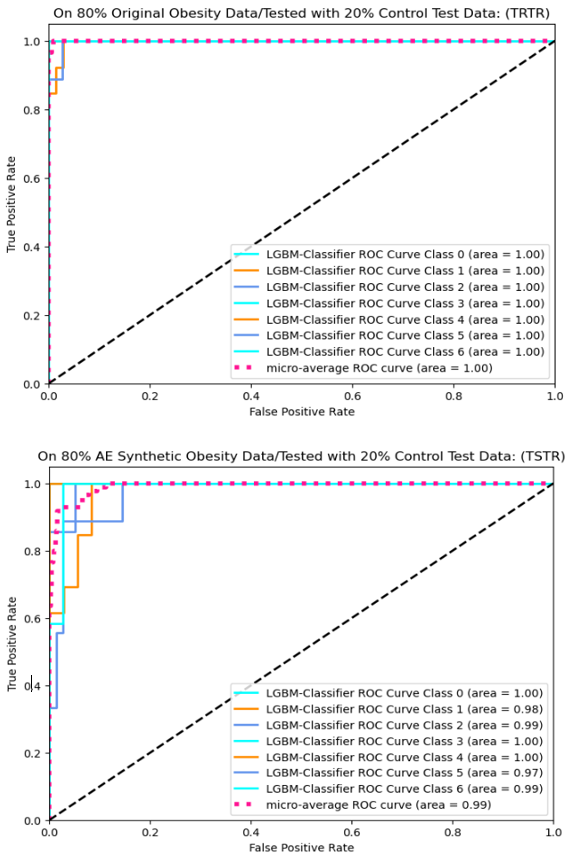 On 80% Original Obesity Data/Tested with 20% Control Test Data: (TRTR)
1.0
0.8
0.6
0.4
0.2
0.0
True Positive Rate
LGBM-Classifier ROC Curve Class 0 (area = 1.00)
LGBM-Classifier ROC Curve Class 1 (area = 1.00)
LGBM-Classifier ROC Curve Class 2 (area = 1.00)
LGBM-Classifier ROC Curve Class 3 (area = 1.00)
LGBM-Classifier ROC Curve Class 4 (area = 1.00)
LGBM-Classifier ROC Curve Class 5 (area = 1.00)
LGBM-Classifier ROC Curve Class 6 (area = 1.00)
micro-average ROC curve (area = 1.00)
0.0 0.2 0.4 0.6 0.8 1.0
False Positive Rate
On 80% AE Synthetic Obesity Data/Tested with 20% Control Test Data: (TSTR)
1.0
0.8
0.6
0.4
0.2
0.0
True Positive Rate
LGBM-Classifier ROC Curve Class 0 (area = 1.00)
LGBM-Classifier ROC Curve Class 1 (area = 0.98)
LGBM-Classifier ROC Curve Class 2 (area = 0.99)
LGBM-Classifier ROC Curve Class 3 (area = 1.00)
LGBM-Classifier ROC Curve Class 4 (area = 1.00)
LGBM-Classifier ROC Curve Class 5 (area = 0.97)
LGBM-Classifier ROC Curve Class 6 (area = 0.99)
micro-average ROC curve (area = 0.99)
0.0 0.2 0.4 0.6 0.8 1.0
False Positive Rate